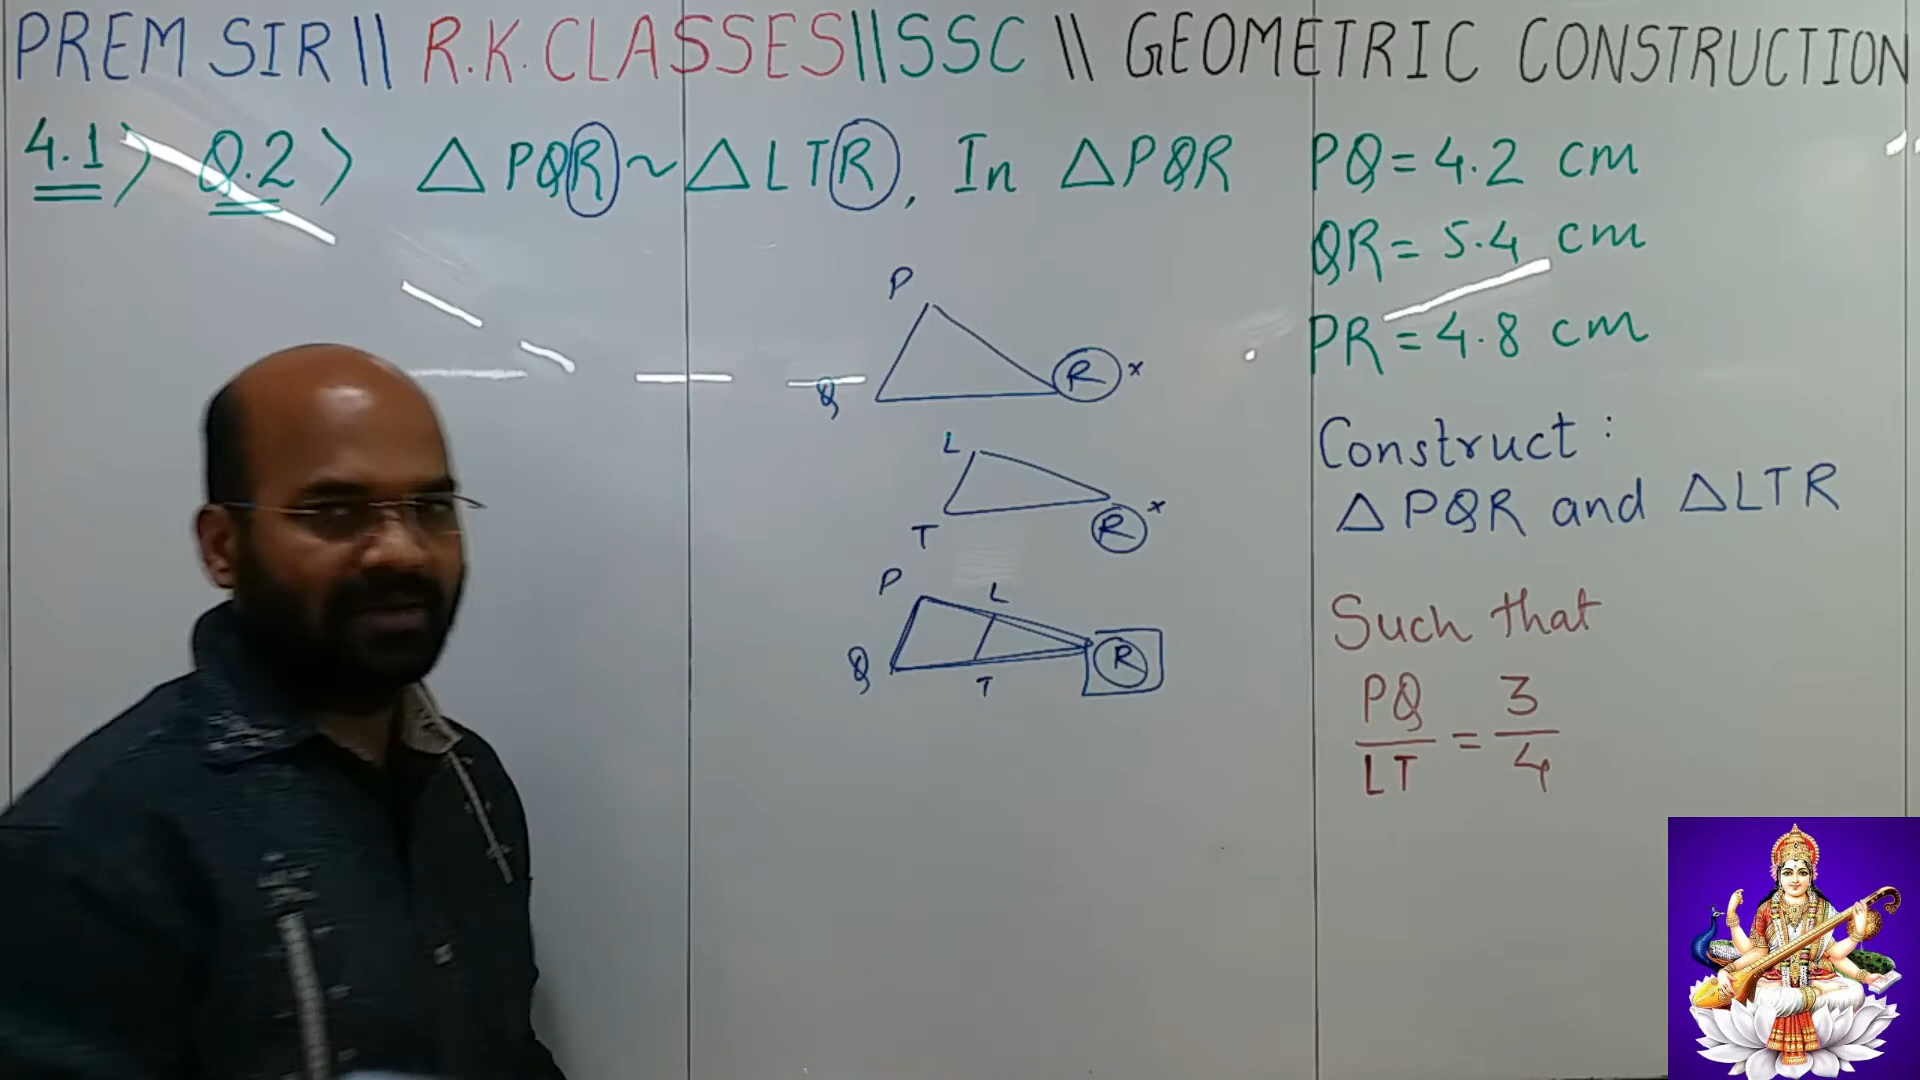 PREM SIR || R.K. CLASSES || SSC || GEOMETRIC CONSTRUCTION
4.1> Q.2> △PQR ~ △LTR, In △PQR PQ = 4.2 cm
QR = 5.4 cm
PR = 4.8 cm
P
Q R x
L
T R x
P L
Q T R
Construct :
△PQR and △LTR
Such that
PQ/LT = 3/4